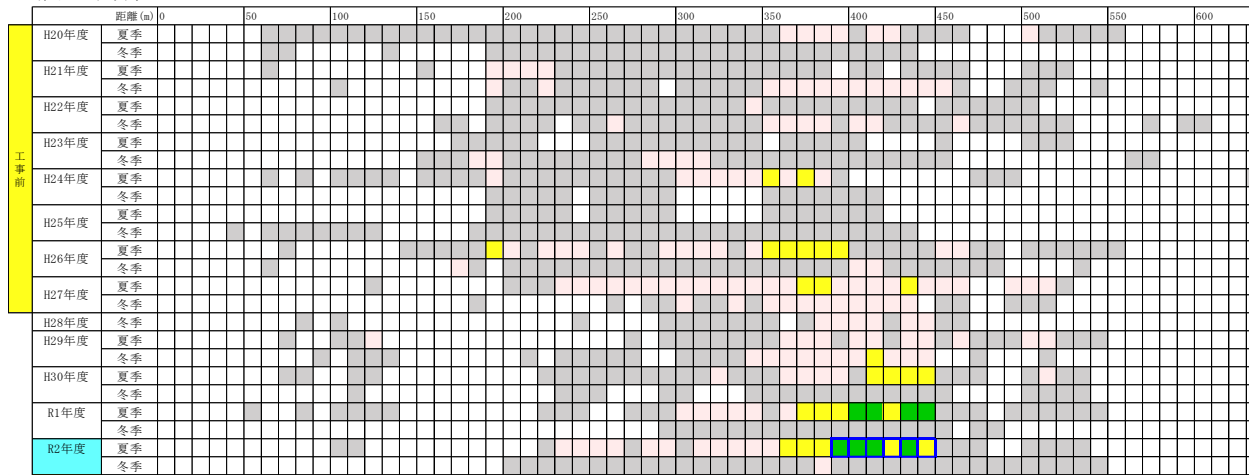 距離(m) 0 50 100 150 200 250 300 350 400 450 500 550 600
工事前
H20年度 夏季
冬季
H21年度 夏季
冬季
H22年度 夏季
冬季
H23年度 夏季
冬季
H24年度 夏季
冬季
H25年度 夏季
冬季
H26年度 夏季
冬季
H27年度 夏季
冬季
H28年度 冬季
H29年度 夏季
冬季
H30年度 夏季
冬季
R1年度 夏季
冬季
R2年度 夏季
冬季